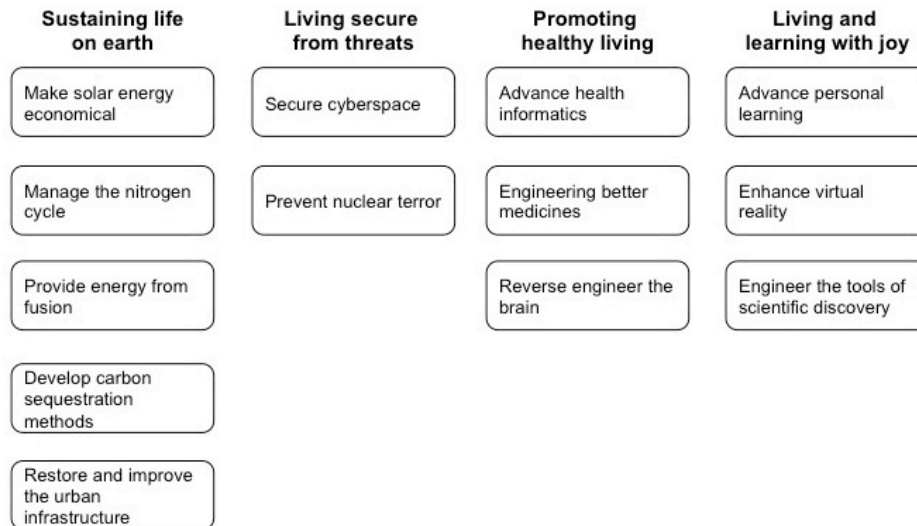 Sustaining life
on earth
Make solar energy
economical
Manage the nitrogen
cycle
Provide energy from
fusion
Develop carbon
sequestration
methods
Restore and improve
the urban
infrastructure
Living secure
from threats
Secure cyberspace
Prevent nuclear terror
Promoting
healthy living
Advance health
informatics
Engineering better
medicines
Reverse engineer the
brain
Living and
learning with joy
Advance personal
learning
Enhance virtual
reality
Engineer the tools of
scientific discovery